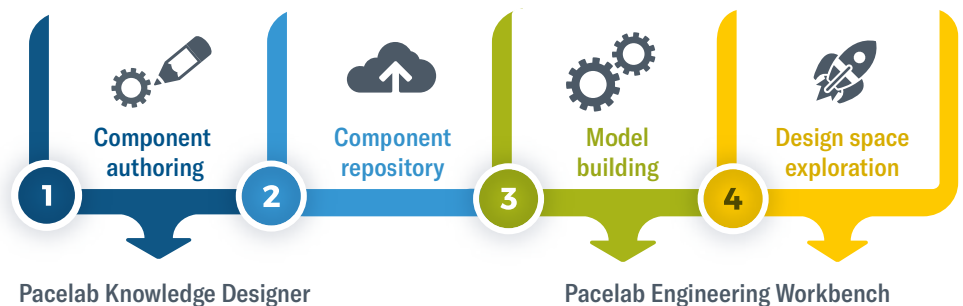 Component
authoring
Component
repository
Model
building
Design space
exploration
1
2
3
4
Pacelab Knowledge Designer
Pacelab Engineering Workbench